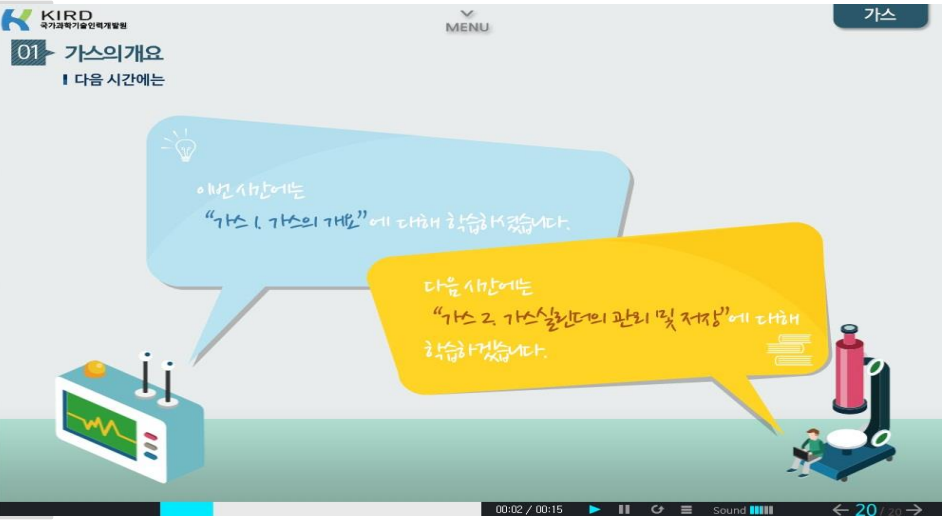 KIRD
국가과학기술인력개발원
MENU
가스
01 가스의 개요
다음 시간에는
이번 시간에는
“가스 1. 가스의 개요”에 대해 학습하셨습니다.
다음 시간에는
“가스 2. 가스실린더의 관리 및 저장”에 대해
학습하겠습니다.
00:02 / 00:15 Sound 20 / 20